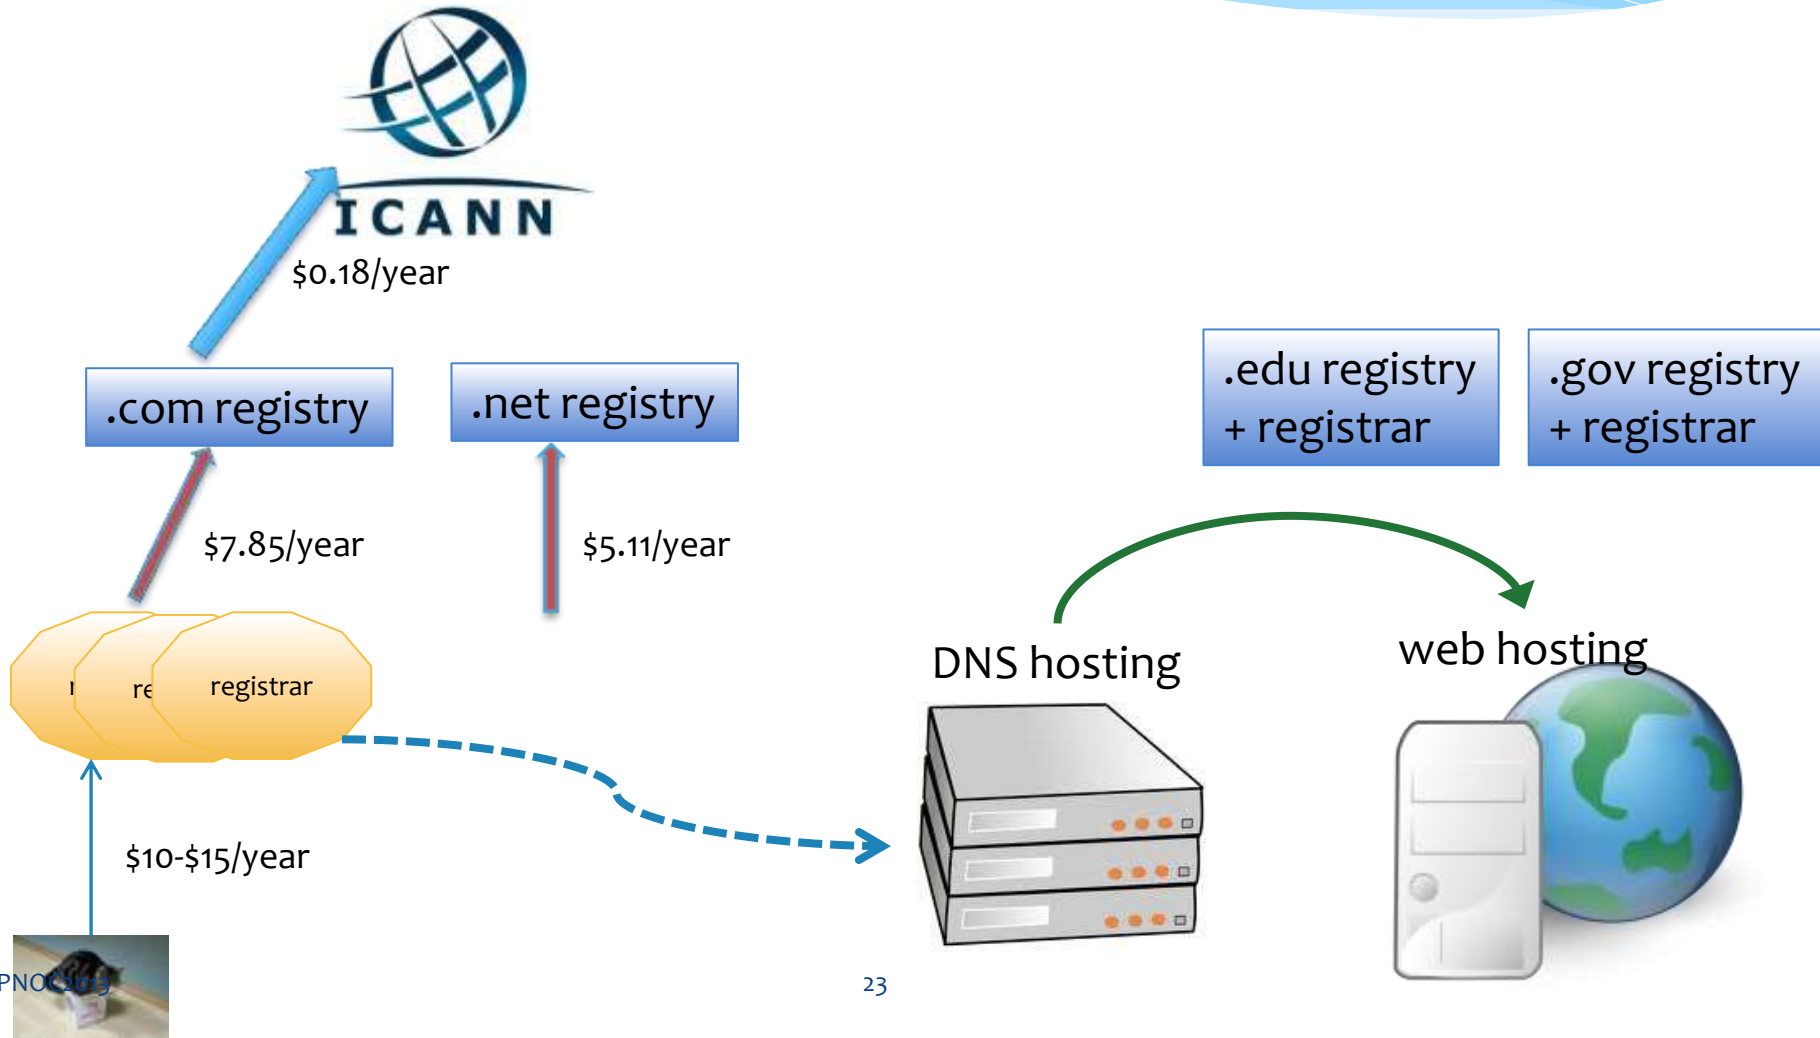 ICANN
$0.18/year
.com registry
.net registry
.edu registry
+ registrar
.gov registry
+ registrar
$7.85/year
$5.11/year
DNS hosting
web hosting
re
registrar
$10-$15/year
PNOC2013
23